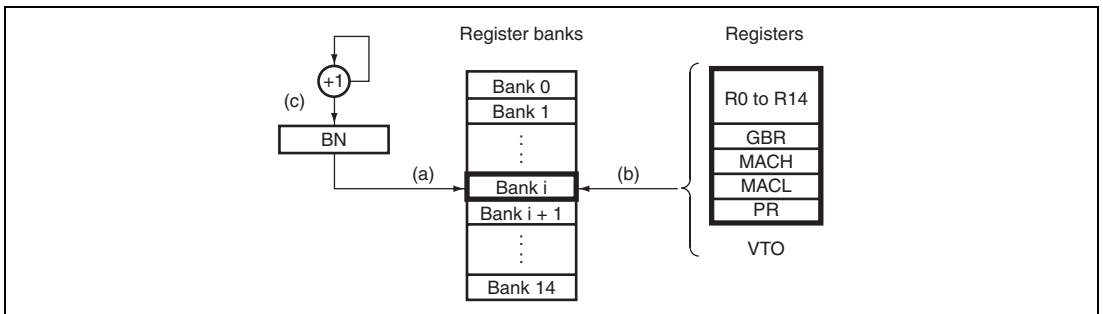 Register banks
Registers
+1
(c)
BN
(a)
Bank 0
Bank 1
:
:
Bank i
Bank i + 1
:
:
Bank 14
(b)
R0 to R14
GBR
MACH
MACL
PR
VTO